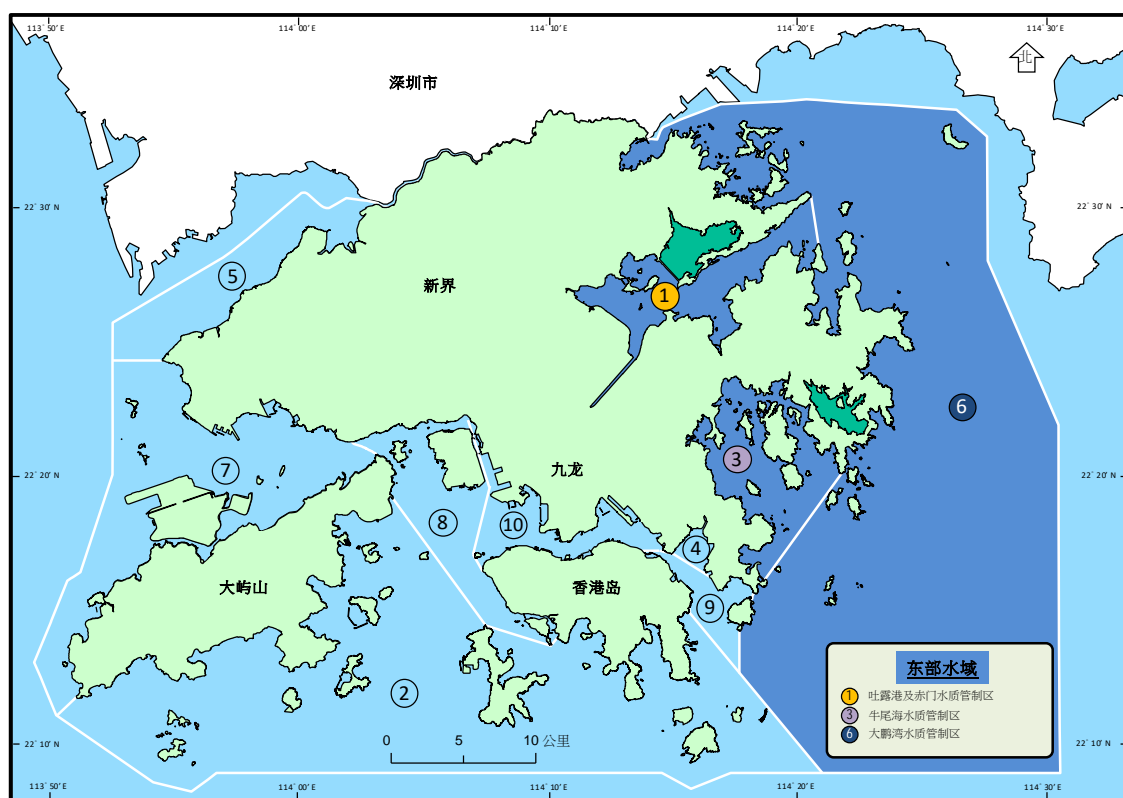 113° 50′ E
114° 00′ E
114° 10′ E
114° 20′ E
114° 30′ E
北
深圳市
22° 30′ N
22° 30′ N
5
新界
1
6
22° 20′ N
22° 20′ N
7
九龙
3
8
10
4
大屿山
香港岛
9
2
东部水域
1 吐露港及赤门水质管制区
3 牛尾海水质管制区
6 大鹏湾水质管制区
0 5 10 公里
22° 10′ N
22° 10′ N
113° 50′ E
114° 00′ E
114° 10′ E
114° 20′ E
114° 30′ E